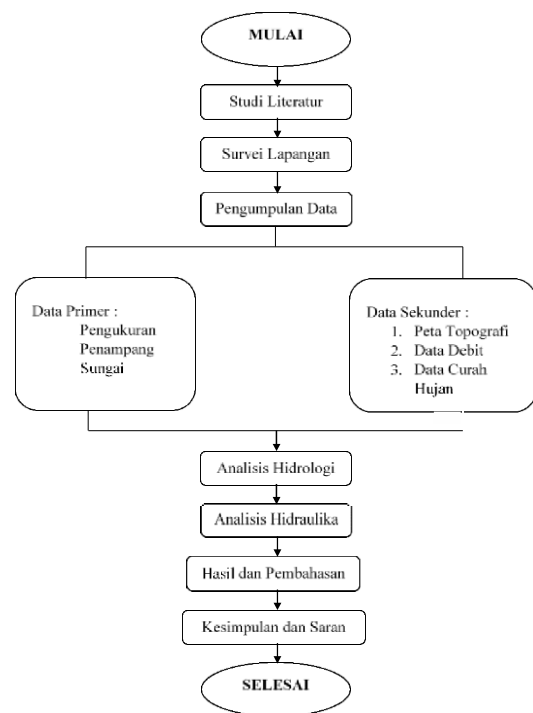 MULAI
Studi Literatur
Survei Lapangan
Pengumpulan Data
Data Primer :
Pengukuran
Penampang
Sungai
Data Sekunder :
1. Peta Topografi
2. Data Debit
3. Data Curah
Hujan
Analisis Hidrologi
Analisis Hidraulika
Hasil dan Pembahasan
Kesimpulan dan Saran
SELESAI